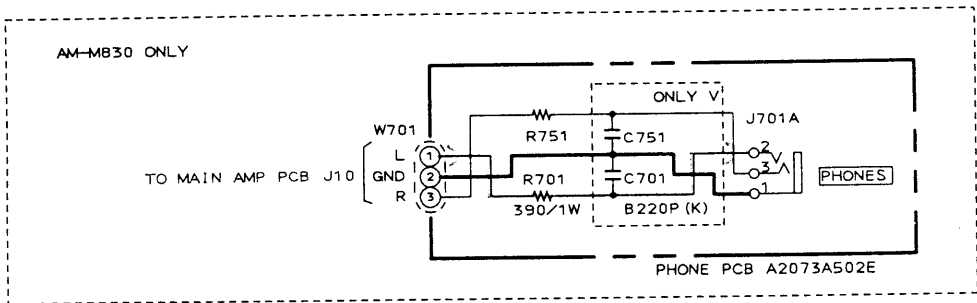 AM-M830 ONLY
ONLY V
J701A
W701
R751
C751
L
1
2
TO MAIN AMP PCB J10
GND
2
R701
C701
3
PHONES
R
3
390/1W
B220P (K)
1
PHONE PCB A2073A502E